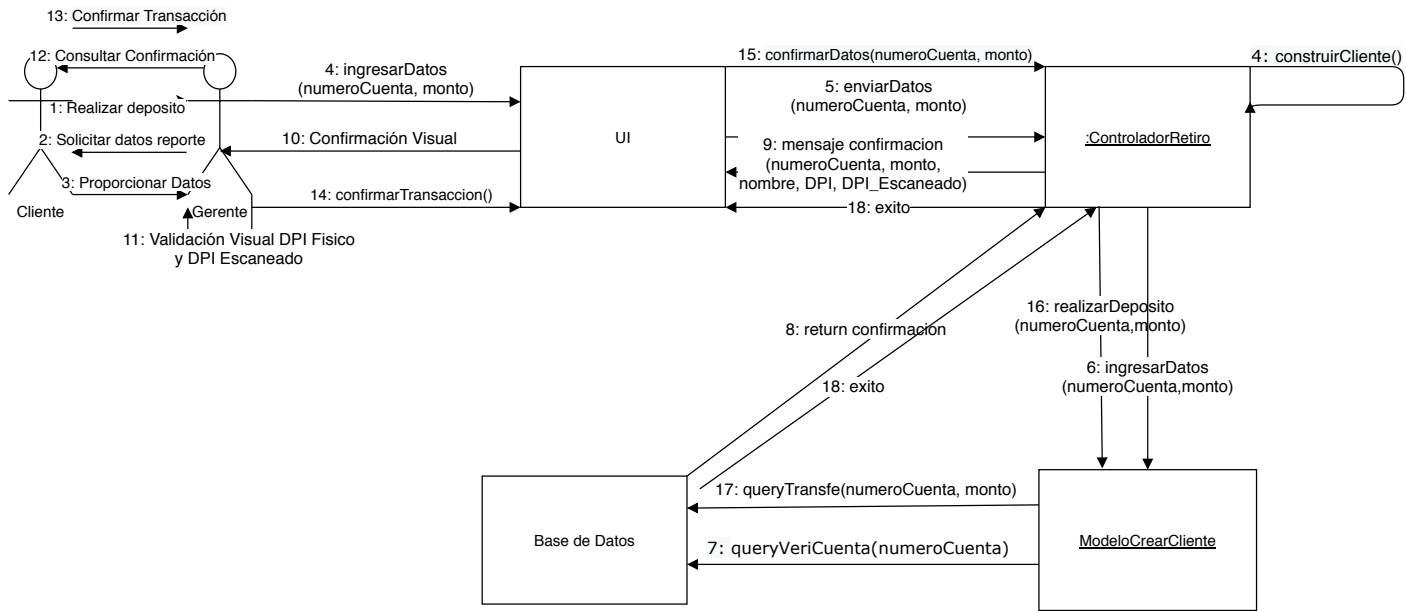 13: Confirmar Transacción
12: Consultar Confirmación
1: Realizar deposito
2: Solicitar datos reporte
3: Proporcionar Datos
Cliente
Gerente
11: Validación Visual DPI Fisico
y DPI Escaneado
4: ingresarDatos
(numeroCuenta, monto)
10: Confirmación Visual
14: confirmarTransaccion()
UI
15: confirmarDatos(numeroCuenta, monto)
5: enviarDatos
(numeroCuenta, monto)
9: mensaje confirmacion
(numeroCuenta, monto,
nombre, DPI, DPI_Escaneado)
18: exito
:ControladorRetiro
4: construirCliente()
8: return confirmacion
18: exito
16: realizarDeposito
(numeroCuenta,monto)
6: ingresarDatos
(numeroCuenta,monto)
17: queryTransfe(numeroCuenta, monto)
7: queryVeriCuenta(numeroCuenta)
Base de Datos
ModeloCrearCliente